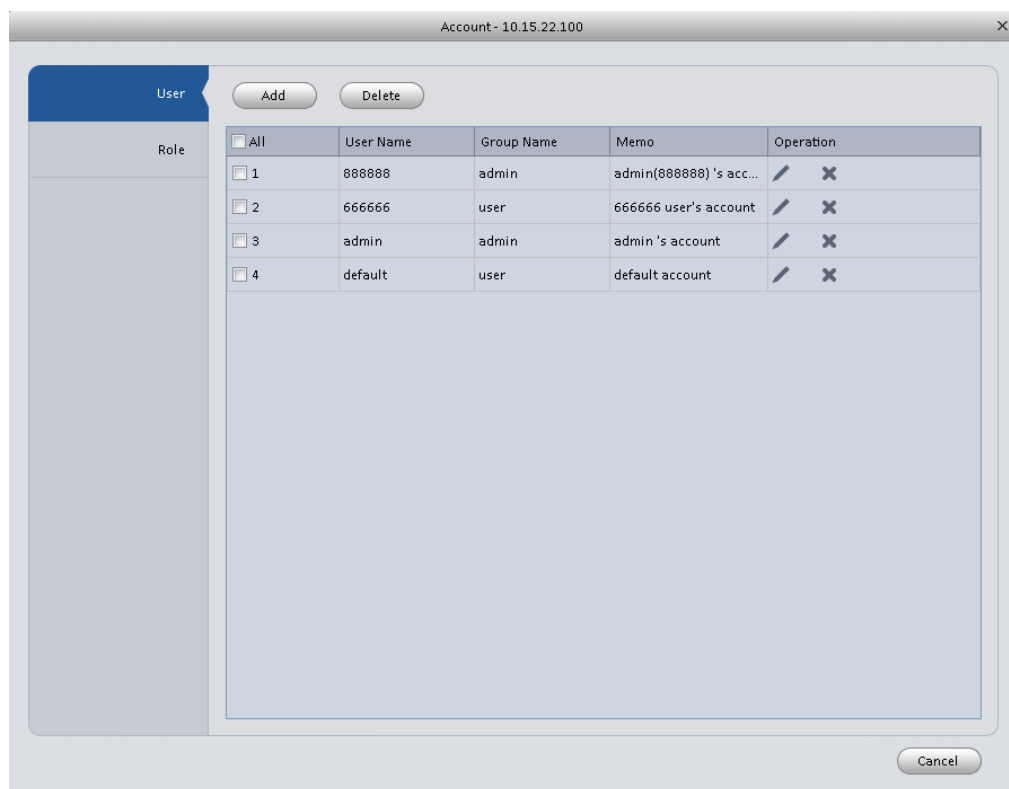 Account - 10.15.22.100
User
Add Delete
Role
All User Name Group Name Memo Operation
1 888888 admin admin(888888) 's acc...
2 666666 user 666666 user's account
3 admin admin admin 's account
4 default user default account
Cancel